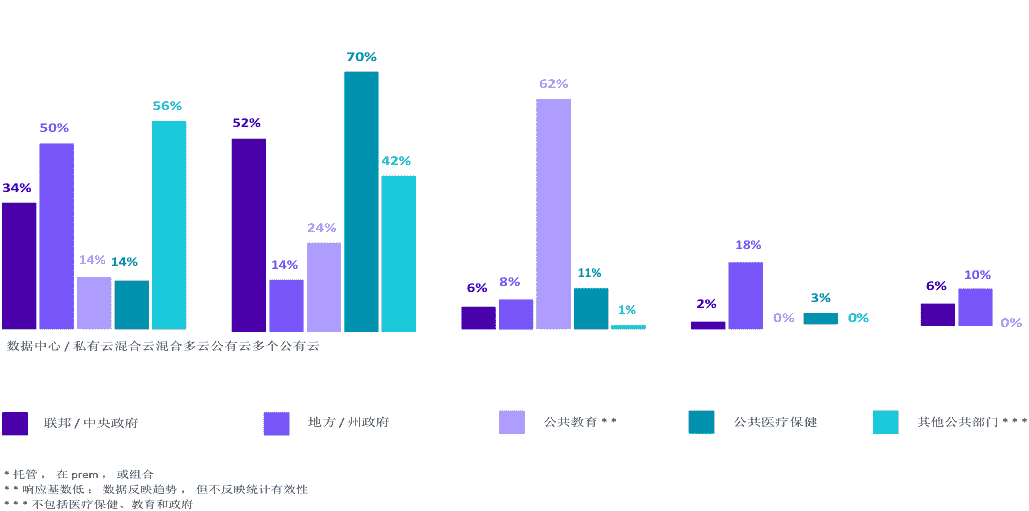 70%
62%
56%
52%
50%
42%
34%
24%
18%
14% 14% 14% 11% 10%
6% 8% 1% 2% 0% 3% 0% 6% 0%
数据中心 / 私有云混合云混合多云公有云多个公有云
联邦 / 中央政府 地方 / 州政府 公共教育 * * 公共医疗保健 其他公共部门 * * *
* 托管 ， 在 prem ， 或组合
* * 响应基数低 ； 数据反映趋势 ， 但不反映统计有效性
* * * 不包括医疗保健、教育和政府